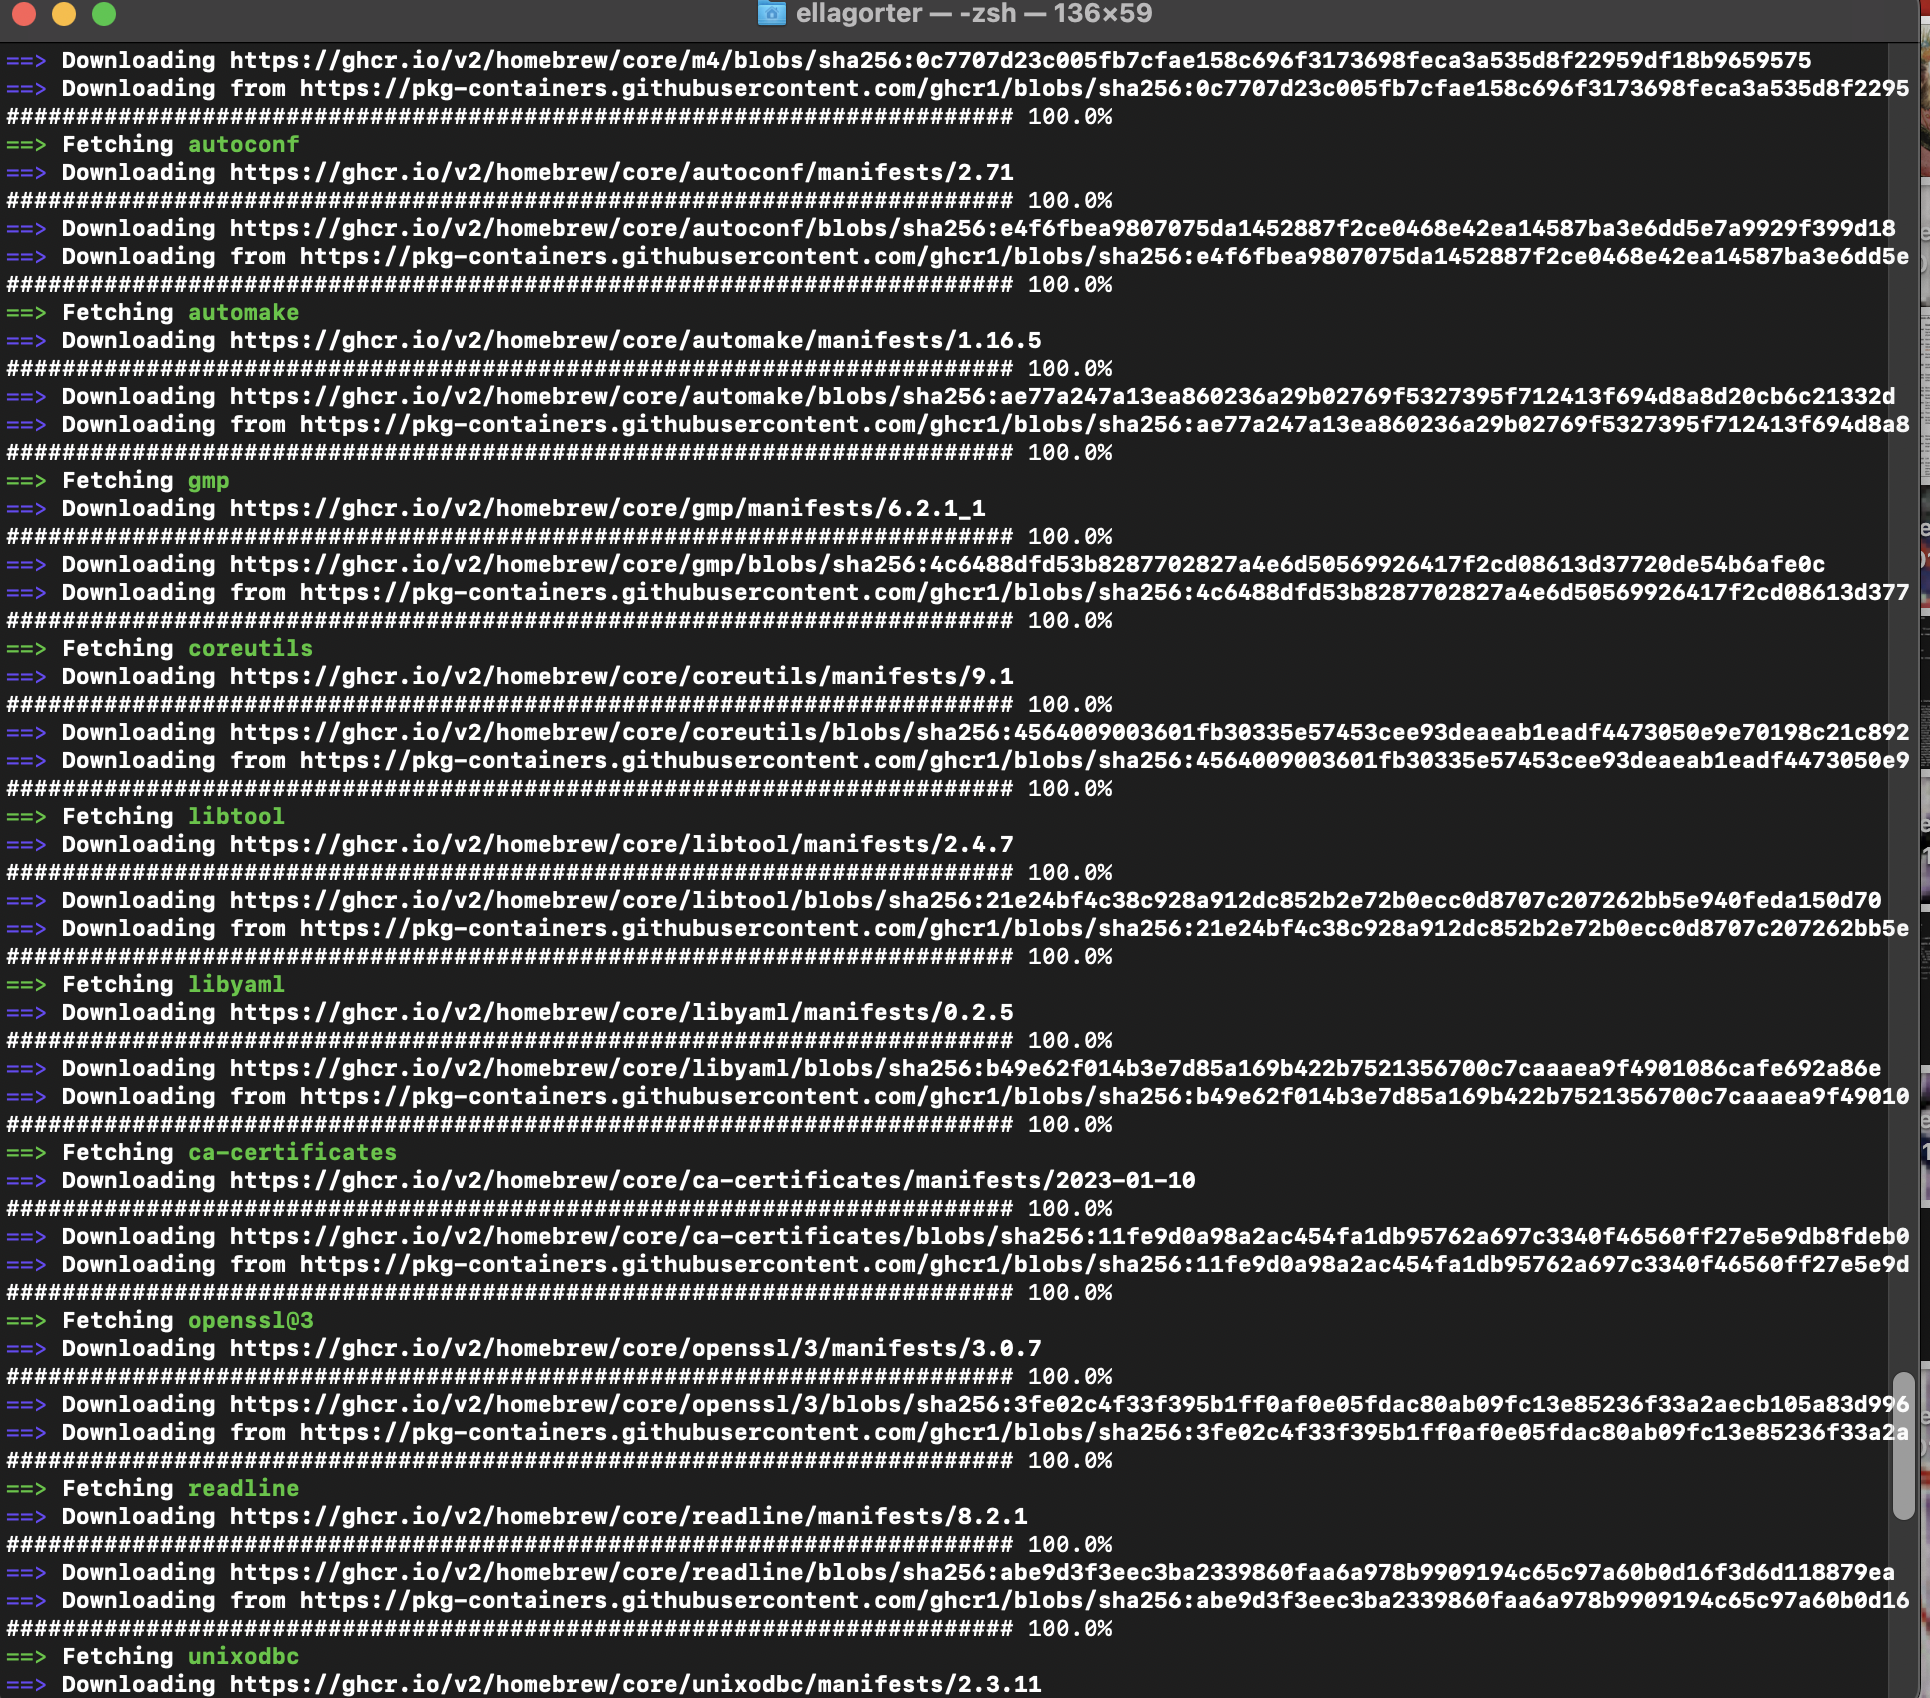 ellagorter — -zsh — 136×59
==> Downloading https://ghcr.io/v2/homebrew/core/m4/blobs/sha256:0c7707d23c005fb7cfae158c696f3173698feca3a535d8f22959df18b9659575
==> Downloading from https://pkg-containers.githubusercontent.com/ghcr1/blobs/sha256:0c7707d23c005fb7cfae158c696f3173698feca3a535d8f2295
######################################################################## 100.0%
==> Fetching autoconf
==> Downloading https://ghcr.io/v2/homebrew/core/autoconf/manifests/2.71
######################################################################## 100.0%
==> Downloading https://ghcr.io/v2/homebrew/core/autoconf/blobs/sha256:e4f6fbea9807075da1452887f2ce0468e42ea14587ba3e6dd5e7a9929f399d18
==> Downloading from https://pkg-containers.githubusercontent.com/ghcr1/blobs/sha256:e4f6fbea9807075da1452887f2ce0468e42ea14587ba3e6dd5e
######################################################################## 100.0%
==> Fetching automake
==> Downloading https://ghcr.io/v2/homebrew/core/automake/manifests/1.16.5
######################################################################## 100.0%
==> Downloading https://ghcr.io/v2/homebrew/core/automake/blobs/sha256:ae77a247a13ea860236a29b02769f5327395f712413f694d8a8d20cb6c21332d
==> Downloading from https://pkg-containers.githubusercontent.com/ghcr1/blobs/sha256:ae77a247a13ea860236a29b02769f5327395f712413f694d8a8
######################################################################## 100.0%
==> Fetching gmp
==> Downloading https://ghcr.io/v2/homebrew/core/gmp/manifests/6.2.1_1
######################################################################## 100.0%
==> Downloading https://ghcr.io/v2/homebrew/core/gmp/blobs/sha256:4c6488dfd53b8287702827a4e6d50569926417f2cd08613d37720de54b6afe0c
==> Downloading from https://pkg-containers.githubusercontent.com/ghcr1/blobs/sha256:4c6488dfd53b8287702827a4e6d50569926417f2cd08613d377
######################################################################## 100.0%
==> Fetching coreutils
==> Downloading https://ghcr.io/v2/homebrew/core/coreutils/manifests/9.1
######################################################################## 100.0%
==> Downloading https://ghcr.io/v2/homebrew/core/coreutils/blobs/sha256:4564009003601fb30335e57453cee93deaeab1eadf4473050e9e70198c21c892
==> Downloading from https://pkg-containers.githubusercontent.com/ghcr1/blobs/sha256:4564009003601fb30335e57453cee93deaeab1eadf4473050e9
######################################################################## 100.0%
==> Fetching libtool
==> Downloading https://ghcr.io/v2/homebrew/core/libtool/manifests/2.4.7
######################################################################## 100.0%
==> Downloading https://ghcr.io/v2/homebrew/core/libtool/blobs/sha256:21e24bf4c38c928a912dc852b2e72b0ecc0d8707c207262bb5e940feda150d70
==> Downloading from https://pkg-containers.githubusercontent.com/ghcr1/blobs/sha256:21e24bf4c38c928a912dc852b2e72b0ecc0d8707c207262bb5e
######################################################################## 100.0%
==> Fetching libyaml
==> Downloading https://ghcr.io/v2/homebrew/core/libyaml/manifests/0.2.5
######################################################################## 100.0%
==> Downloading https://ghcr.io/v2/homebrew/core/libyaml/blobs/sha256:b49e62f014b3e7d85a169b422b7521356700c7caaaea9f4901086cafe692a86e
==> Downloading from https://pkg-containers.githubusercontent.com/ghcr1/blobs/sha256:b49e62f014b3e7d85a169b422b7521356700c7caaaea9f49010
######################################################################## 100.0%
==> Fetching ca-certificates
==> Downloading https://ghcr.io/v2/homebrew/core/ca-certificates/manifests/2023-01-10
######################################################################## 100.0%
==> Downloading https://ghcr.io/v2/homebrew/core/ca-certificates/blobs/sha256:11fe9d0a98a2ac454fa1db95762a697c3340f46560ff27e5e9db8fdeb0
==> Downloading from https://pkg-containers.githubusercontent.com/ghcr1/blobs/sha256:11fe9d0a98a2ac454fa1db95762a697c3340f46560ff27e5e9d
######################################################################## 100.0%
==> Fetching openssl@3
==> Downloading https://ghcr.io/v2/homebrew/core/openssl/3/manifests/3.0.7
######################################################################## 100.0%
==> Downloading https://ghcr.io/v2/homebrew/core/openssl/3/blobs/sha256:3fe02c4f33f395b1ff0af0e05fdac80ab09fc13e85236f33a2aecb105a83d996
==> Downloading from https://pkg-containers.githubusercontent.com/ghcr1/blobs/sha256:3fe02c4f33f395b1ff0af0e05fdac80ab09fc13e85236f33a2a
######################################################################## 100.0%
==> Fetching readline
==> Downloading https://ghcr.io/v2/homebrew/core/readline/manifests/8.2.1
######################################################################## 100.0%
==> Downloading https://ghcr.io/v2/homebrew/core/readline/blobs/sha256:abe9d3f3eec3ba2339860faa6a978b9909194c65c97a60b0d16f3d6d118879ea
==> Downloading from https://pkg-containers.githubusercontent.com/ghcr1/blobs/sha256:abe9d3f3eec3ba2339860faa6a978b9909194c65c97a60b0d16
######################################################################## 100.0%
==> Fetching unixodbc
==> Downloading https://ghcr.io/v2/homebrew/core/unixodbc/manifests/2.3.11